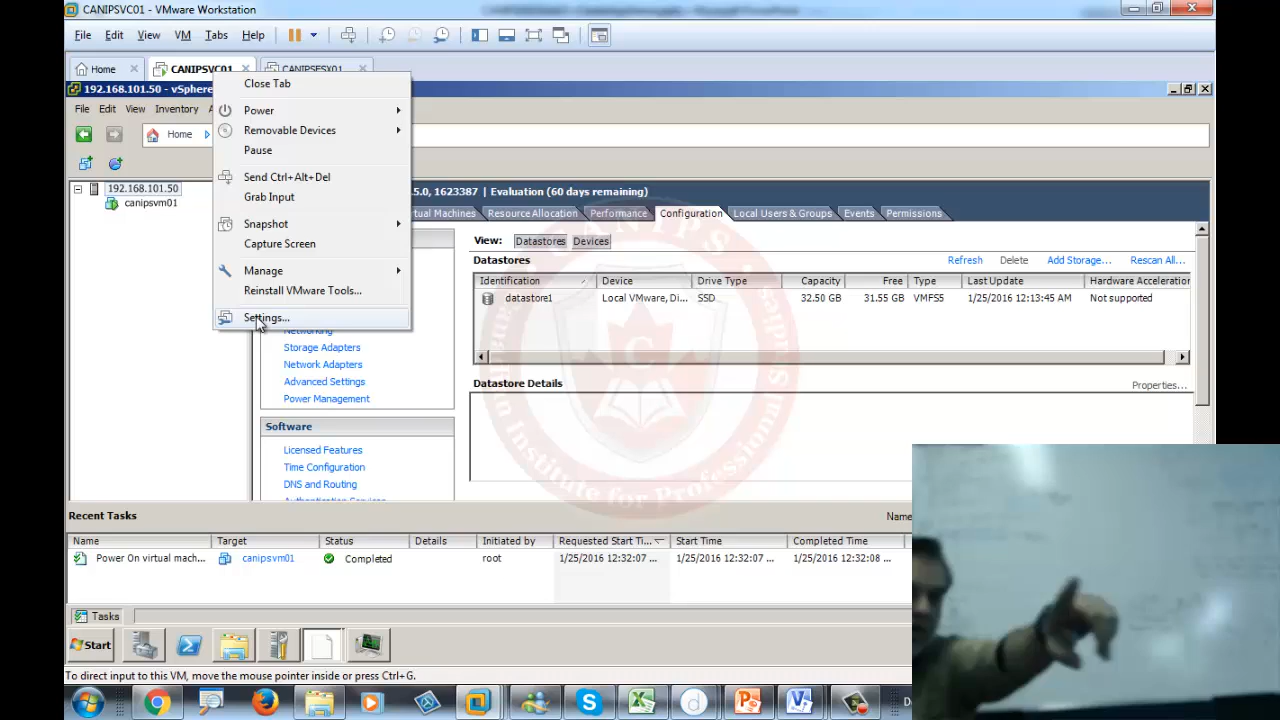 CANIPSVC01 - VMware Workstation
File Edit View VM Tabs Help
Home CANIPSVC01 CANIPSESX01
192.168.101.50 - vSphere
File Edit View Inventory
Home
192.168.101.50
canipsvm01
Close Tab
Power
Removable Devices
Pause
Send Ctrl+Alt+Del
Grab Input
Snapshot
Capture Screen
Manage
Reinstall VMware Tools...
Settings...
5.0, 1623387 | Evaluation (60 days remaining)
Virtual Machines Resource Allocation Performance Configuration Local Users & Groups Events Permissions
Networking
Storage Adapters
Network Adapters
Advanced Settings
Power Management
Software
Licensed Features
Time Configuration
DNS and Routing
Authentication Services
View: Datastores Devices
Datastores
Refresh Delete Add Storage... Rescan All...
Identification Device Drive Type Capacity Free Type Last Update Hardware Acceleration
datastore1 Local VMware, Di... SSD 32.50 GB 31.55 GB VMFS5 1/25/2016 12:13:45 AM Not supported
Datastore Details
Properties...
Recent Tasks
Name
Name Target Status Details Initiated by Requested Start Ti... Start Time Completed Time
Power On virtual mach... canipsvm01 Completed root 1/25/2016 12:32:07 ... 1/25/2016 12:32:07 ... 1/25/2016 12:32:08 ...
Tasks
Start
To direct input to this VM, move the mouse pointer inside or press Ctrl+G.